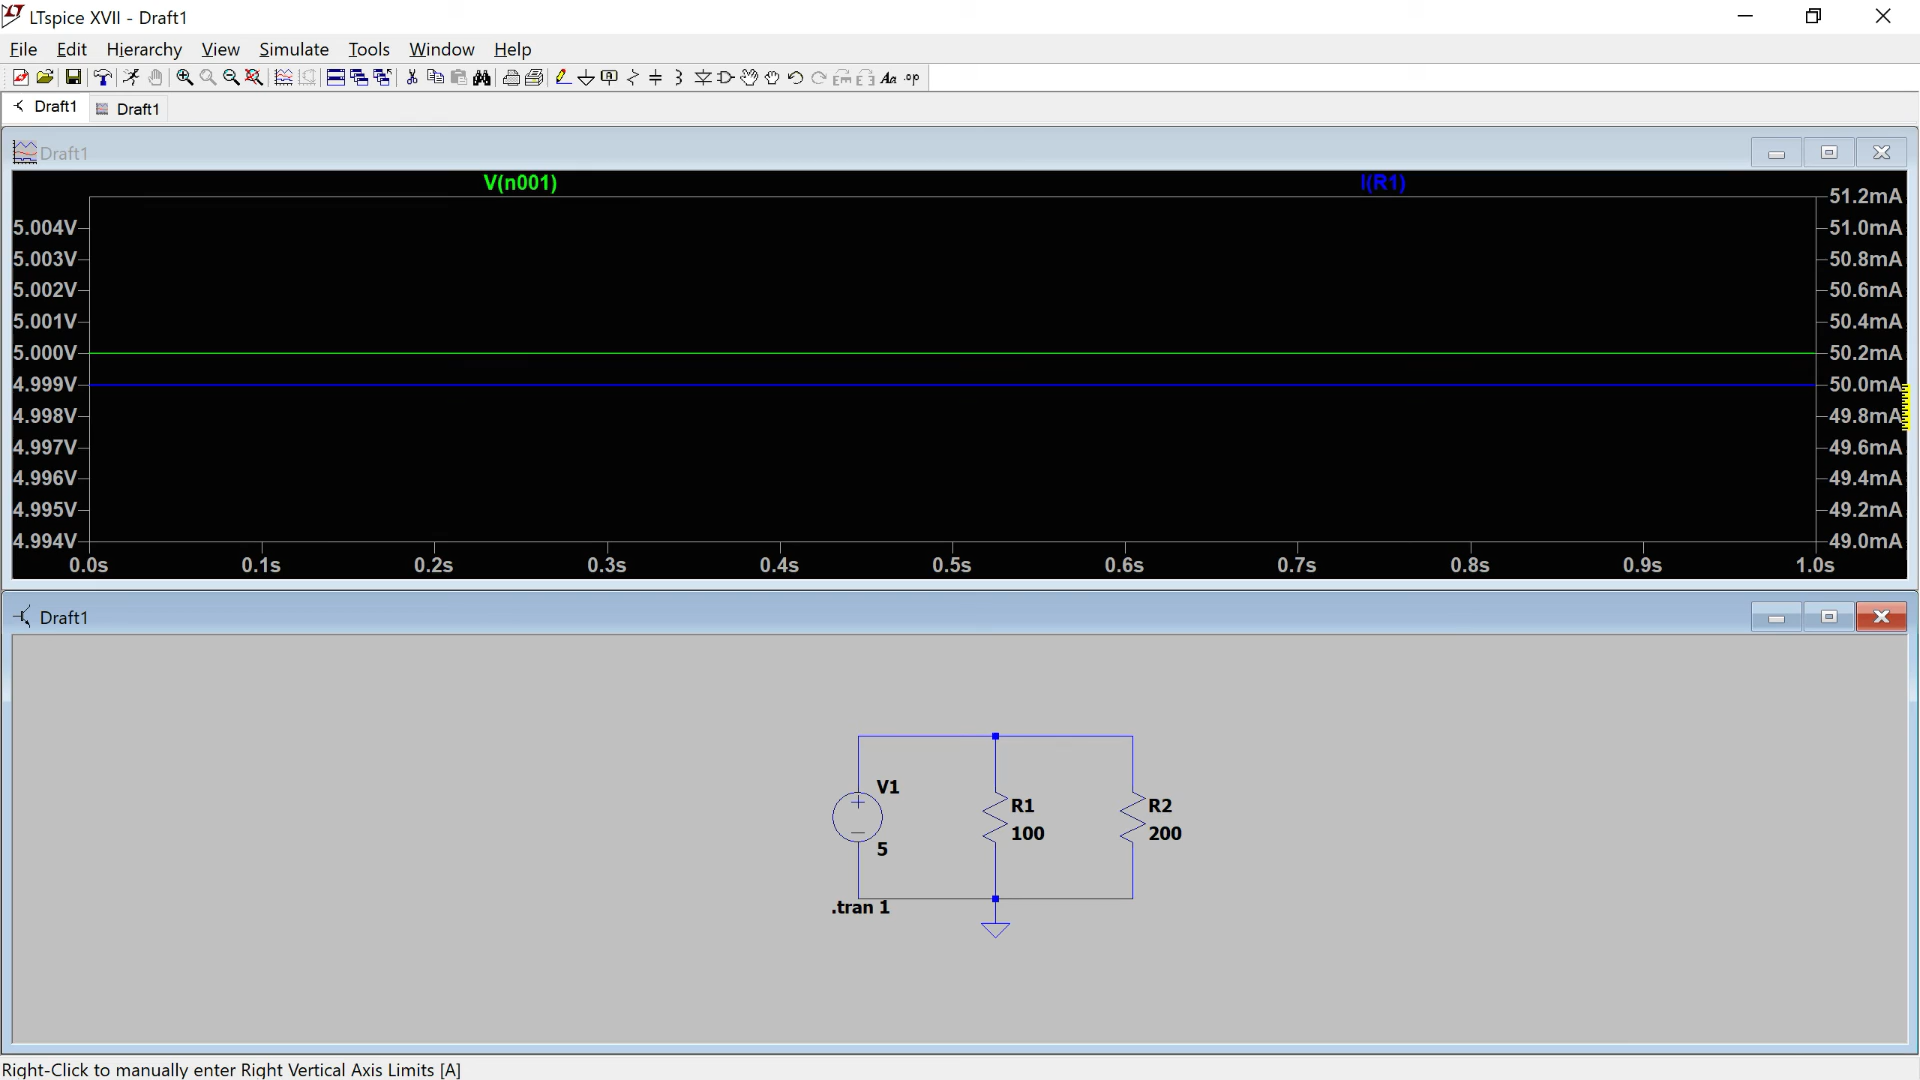 LTspice XVII - Draft1
File Edit Hierarchy View Simulate Tools Window Help
Aa .op
Draft1 Draft1
Draft1
V(n001) I(R1)
51.2mA
5.004V 51.0mA
5.003V 50.8mA
5.002V 50.6mA
5.001V 50.4mA
5.000V 50.2mA
4.999V 50.0mA
4.998V 49.8mA
4.997V 49.6mA
4.996V 49.4mA
4.995V 49.2mA
4.994V 49.0mA
0.0s 0.1s 0.2s 0.3s 0.4s 0.5s 0.6s 0.7s 0.8s 0.9s 1.0s
Draft1
V1
R1 R2
100 200
5
.tran 1
Right-Click to manually enter Right Vertical Axis Limits [A]